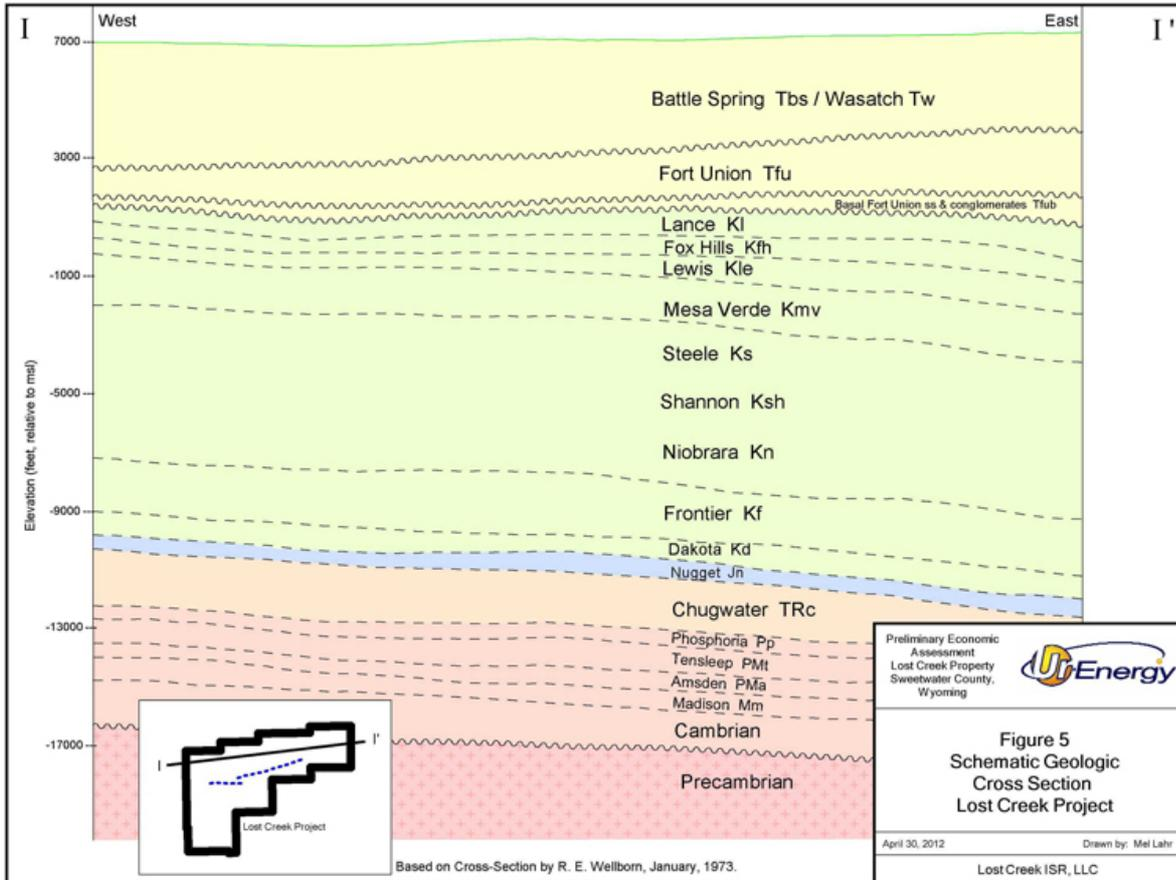 I
West
East
I'
7000
3000
-1000
-5000
-9000
-13000
-17000
Elevation (feet, relative to msl)
Battle Spring Tbs / Wasatch Tw
Fort Union Tfu
Basal Fort Union ss & conglomerates Tfub
Lance Kl
Fox Hills Kfh
Lewis Kle
Mesa Verde Kmv
Steele Ks
Shannon Ksh
Niobrara Kn
Frontier Kf
Dakota Kd
Nugget Jn
Chugwater TRc
Phosphoria Pp
Tensleep PMt
Amsden PMa
Madison Mm
Cambrian
Precambrian
I
I'
Lost Creek Project
Based on Cross-Section by R. E. Wellborn, January, 1973.
Preliminary Economic
Assessment
Lost Creek Property
Sweetwater County,
Wyoming
Ur Energy
Figure 5
Schematic Geologic
Cross Section
Lost Creek Project
April 30, 2012
Drawn by: Mel Lahr
Lost Creek ISR, LLC